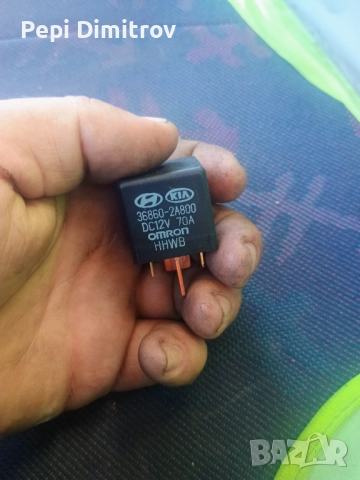 Pepi Dimitrov
KIA
36860-2A800
DC12V 70A
OMRON
HHWB
BAZAR